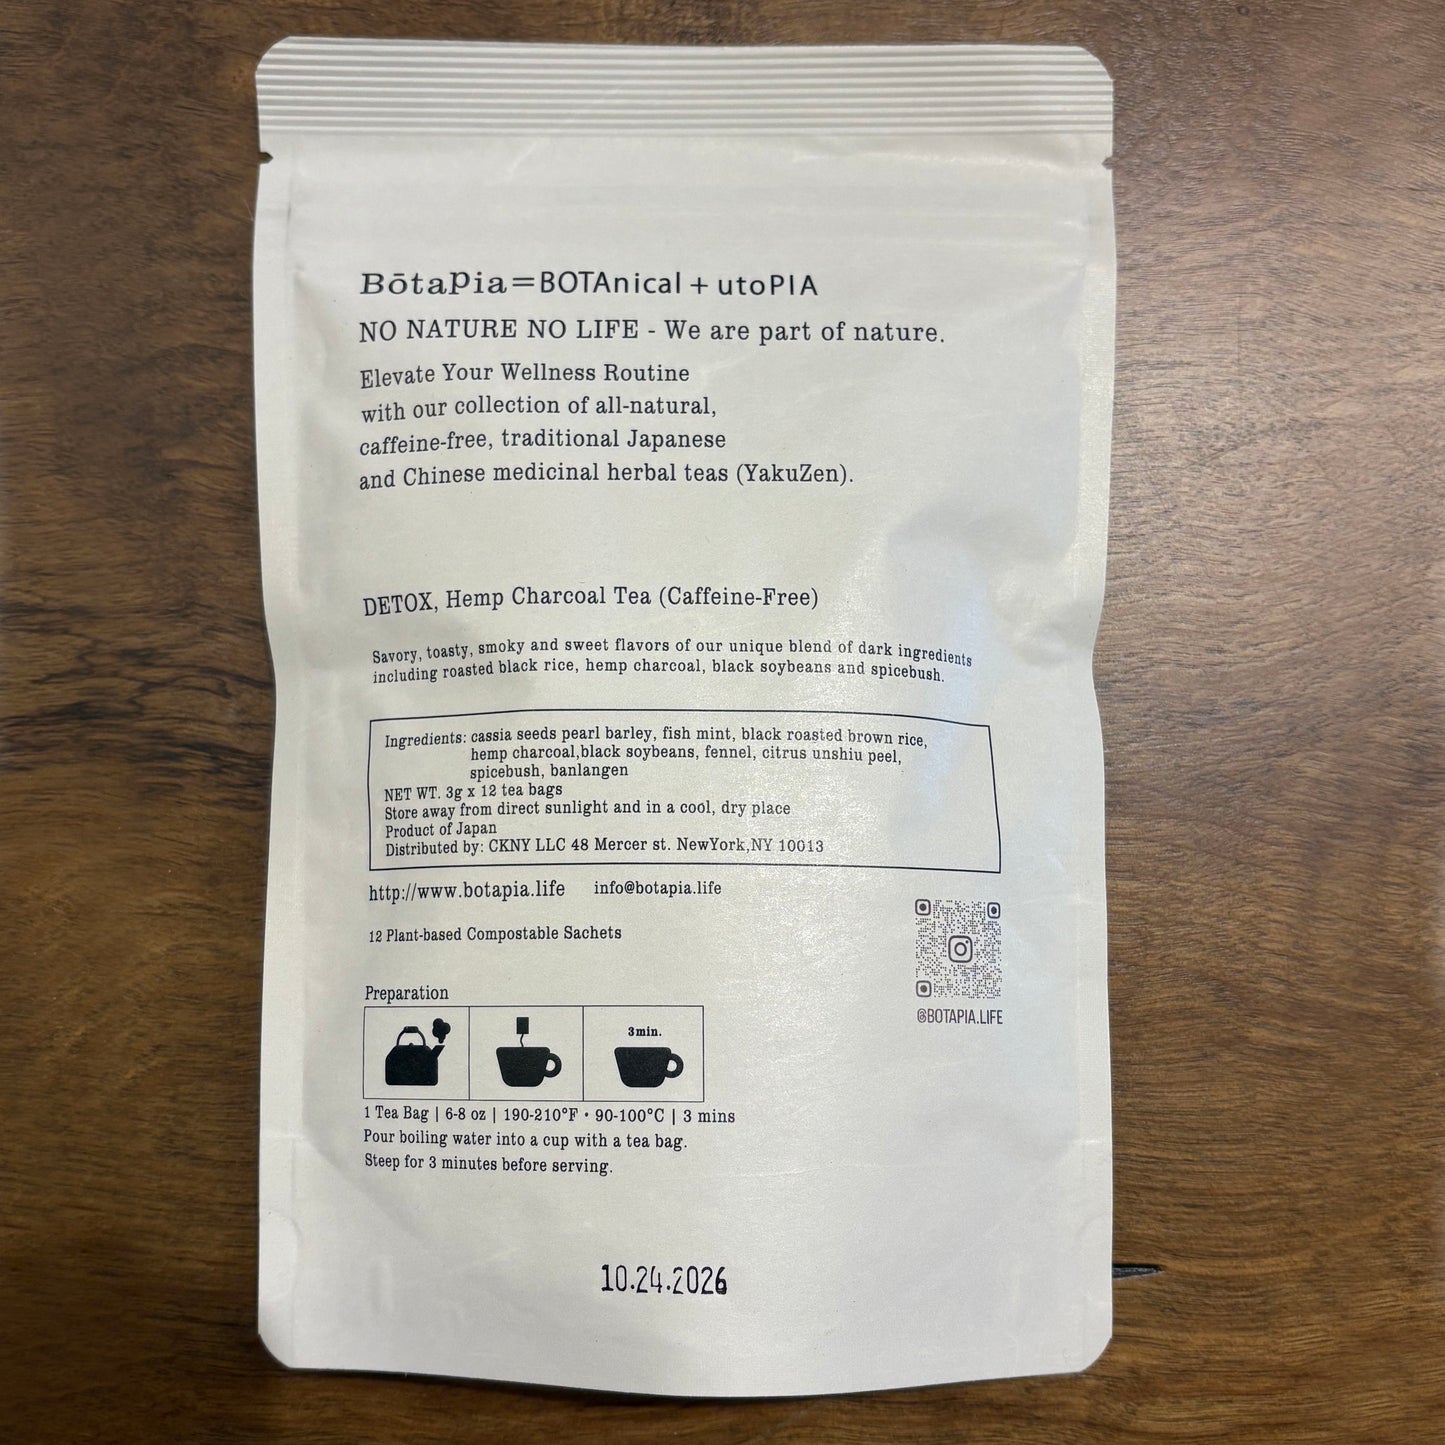 BōtaPia=BOTAnical + utoPIA
NO NATURE NO LIFE - We are part of nature.
Elevate Your Wellness Routine
with our collection of all-natural,
caffeine-free, traditional Japanese
and Chinese medicinal herbal teas (YakuZen).
DETOX, Hemp Charcoal Tea (Caffeine-Free)
Savory, toasty, smoky and sweet flavors of our unique blend of dark ingredients
including roasted black rice, hemp charcoal, black soybeans and spicebush.
Ingredients: cassia seeds pearl barley, fish mint, black roasted brown rice,
hemp charcoal,black soybeans, fennel, citrus unshiu peel,
spicebush, banlangen
NET WT. 3g x 12 tea bags
Store away from direct sunlight and in a cool, dry place
Product of Japan
Distributed by: CKNY LLC 48 Mercer st. NewYork,NY 10013
http://www.botapia.life info@botapia.life
12 Plant-based Compostable Sachets
@BOTAPIA.LIFE
Preparation
3min.
1 Tea Bag | 6-8 oz | 190-210°F • 90-100°C | 3 mins
Pour boiling water into a cup with a tea bag.
Steep for 3 minutes before serving.
10.24.2026